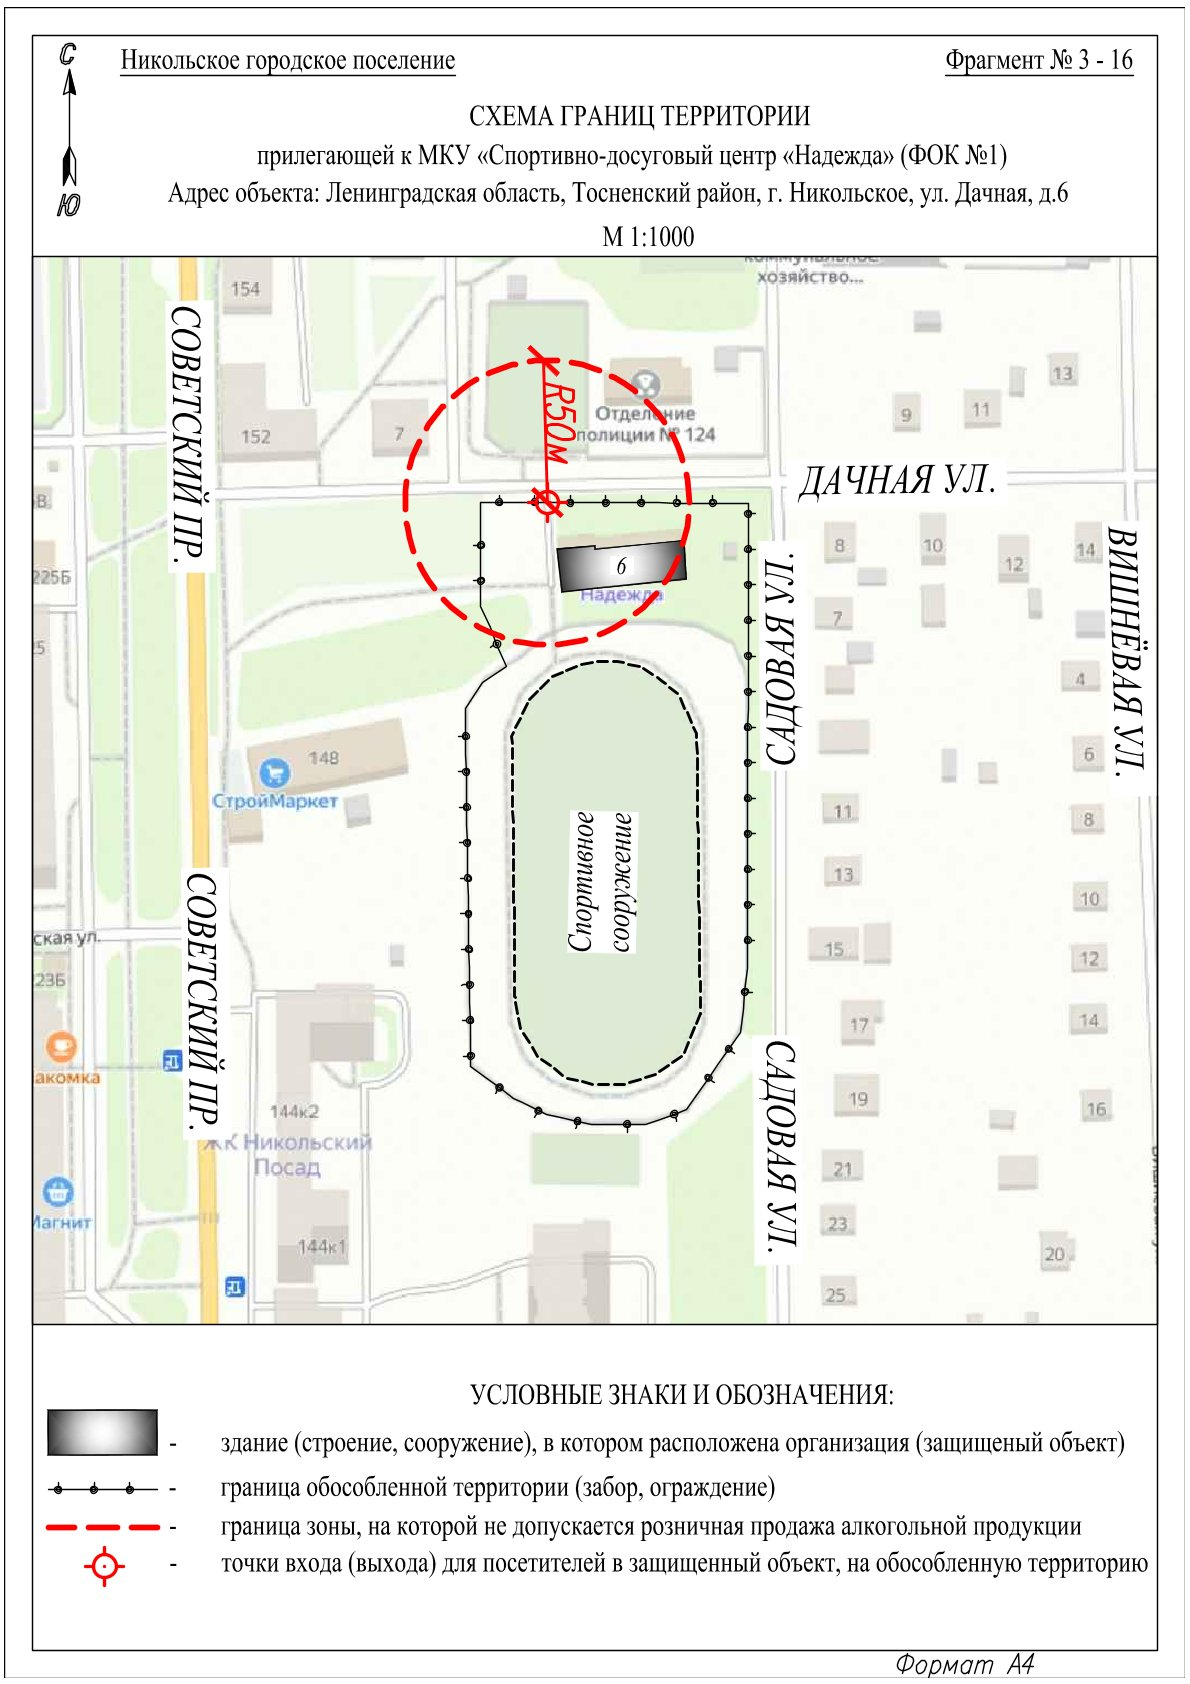 С
Ю
Никольское городское поселение
Фрагмент № 3 - 16
СХЕМА ГРАНИЦ ТЕРРИТОРИИ
прилегающей к МКУ «Спортивно-досуговый центр «Надежда» (ФОК №1)
Адрес объекта: Ленинградская область, Тосненский район, г. Никольское, ул. Дачная, д.6
М 1:1000
хозяйство...
154
СОВЕТСКИЙ ПР.
152
7
R50м
Отделение
полиции № 124
13
9
11
ДАЧНАЯ УЛ.
225Б
6
Надежда
САДОВАЯ УЛ.
8
10
12
14
ВИШНЁВАЯ УЛ.
7
4
148
СтройМаркет
6
11
8
Спортивное
сооружение
13
10
СОВЕТСКИЙ ПР.
ская ул.
15
12
23Б
17
14
САДОВАЯ УЛ.
акомка
19
16
144к2
ЖК Никольский
Посад
21
Магнит
23
144к1
20
25
УСЛОВНЫЕ ЗНАКИ И ОБОЗНАЧЕНИЯ:
- здание (строение, сооружение), в котором расположена организация (защищеный объект)
- граница обособленной территории (забор, ограждение)
- граница зоны, на которой не допускается розничная продажа алкогольной продукции
- точки входа (выхода) для посетителей в защищенный объект, на обособленную территорию
Формат А4